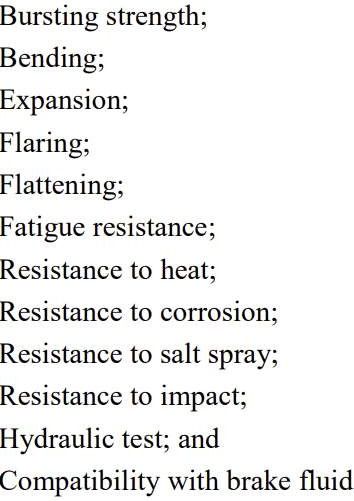 Bursting strength;
Bending;
Expansion;
Flaring;
Flattening;
Fatigue resistance;
Resistance to heat;
Resistance to corrosion;
Resistance to salt spray;
Resistance to impact;
Hydraulic test; and
Compatibility with brake fluid